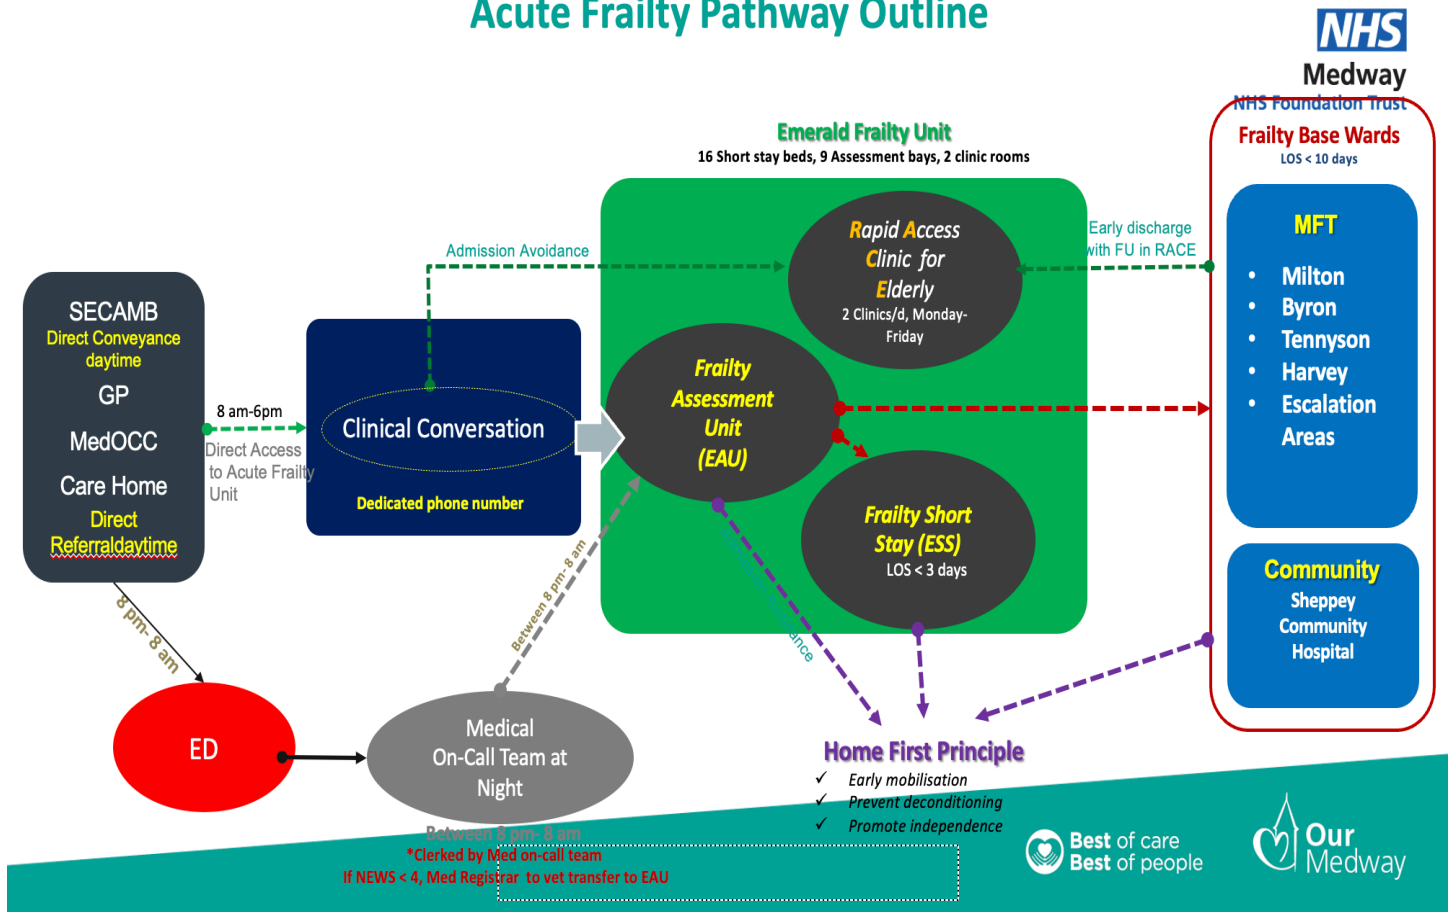 Acute Frailty Pathway Outline
NHS
Medway
NHS Foundation Trust
Emerald Frailty Unit
16 Short stay beds, 9 Assessment bays, 2 clinic rooms
Frailty Base Wards
LOS < 10 days
MFT
• Milton
• Byron
• Tennyson
• Harvey
• Escalation
Areas
Community
Sheppey
Community
Hospital
Rapid Access
Clinic for
Elderly
2 Clinics/d, Monday-
Friday
Early discharge
with FU in RACE
Admission Avoidance
SECAMB
Direct Conveyance
daytime
GP
MedOCC
Care Home
Direct
Referraldaytime
8 am-6pm
Direct Access
to Acute Frailty
Unit
Clinical Conversation
Dedicated phone number
Frailty
Assessment
Unit
(EAU)
Frailty Short
Stay (ESS)
LOS < 3 days
8 pm- 8 am
Between 8 pm- 8 am
ED
Medical
On-Call Team at
Night
Between 8 pm- 8 am
*Clerked by Med on-call team
If NEWS < 4, Med Registrar to vet transfer to EAU
Home First Principle
✓ Early mobilisation
✓ Prevent deconditioning
✓ Promote independence
Best of care
Best of people
Our
Medway